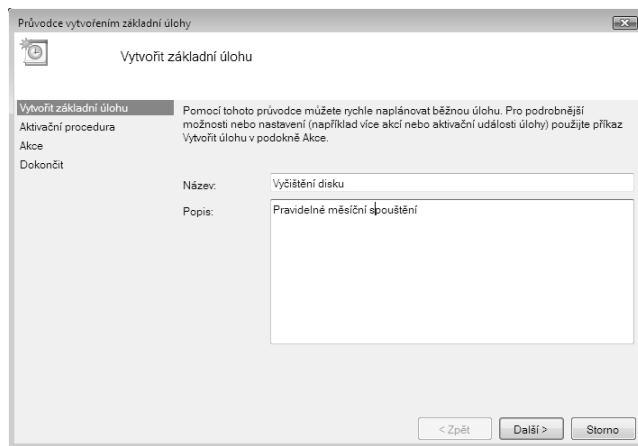 Průvodce vytvořením základní úlohy
Vytvořit základní úlohu
Vytvořit základní úlohu
Aktivační procedura
Akce
Dokončit
Pomocí tohoto průvodce můžete rychle naplánovat běžnou úlohu. Pro podrobnější
možnosti nebo nastavení (například více akcí nebo aktivační události úlohy) použijte příkaz
Vytvořit úlohu v podokně Akce.
Název: Vyčištění disku
Popis: Pravidelné měsíční spouštění
< Zpět Další > Storno